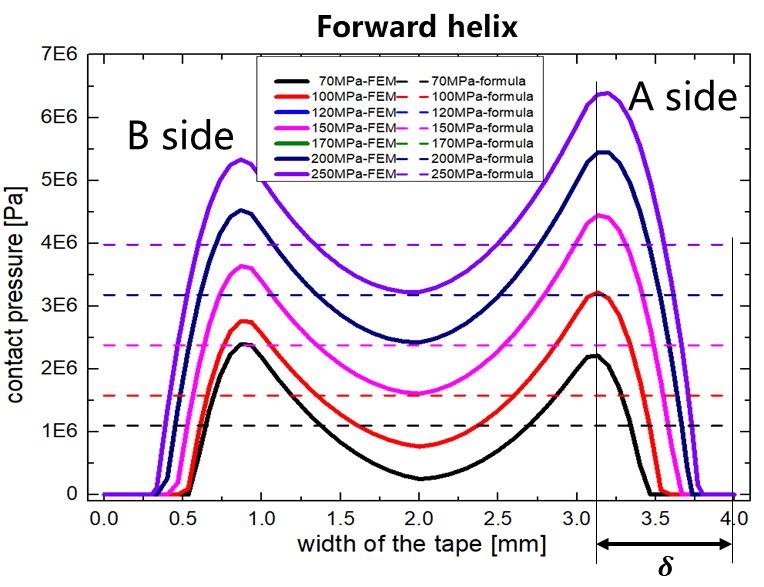 Forward helix
7E6
6E6
5E6
4E6
3E6
2E6
1E6
0
contact pressure [Pa]
70MPa-FEM 70MPa-formula
100MPa-FEM 100MPa-formula
120MPa-FEM 120MPa-formula
150MPa-FEM 150MPa-formula
170MPa-FEM 170MPa-formula
200MPa-FEM 200MPa-formula
250MPa-FEM 250MPa-formula
A side
B side
0.0 0.5 1.0 1.5 2.0 2.5 3.0 3.5 4.0
width of the tape [mm]
δ